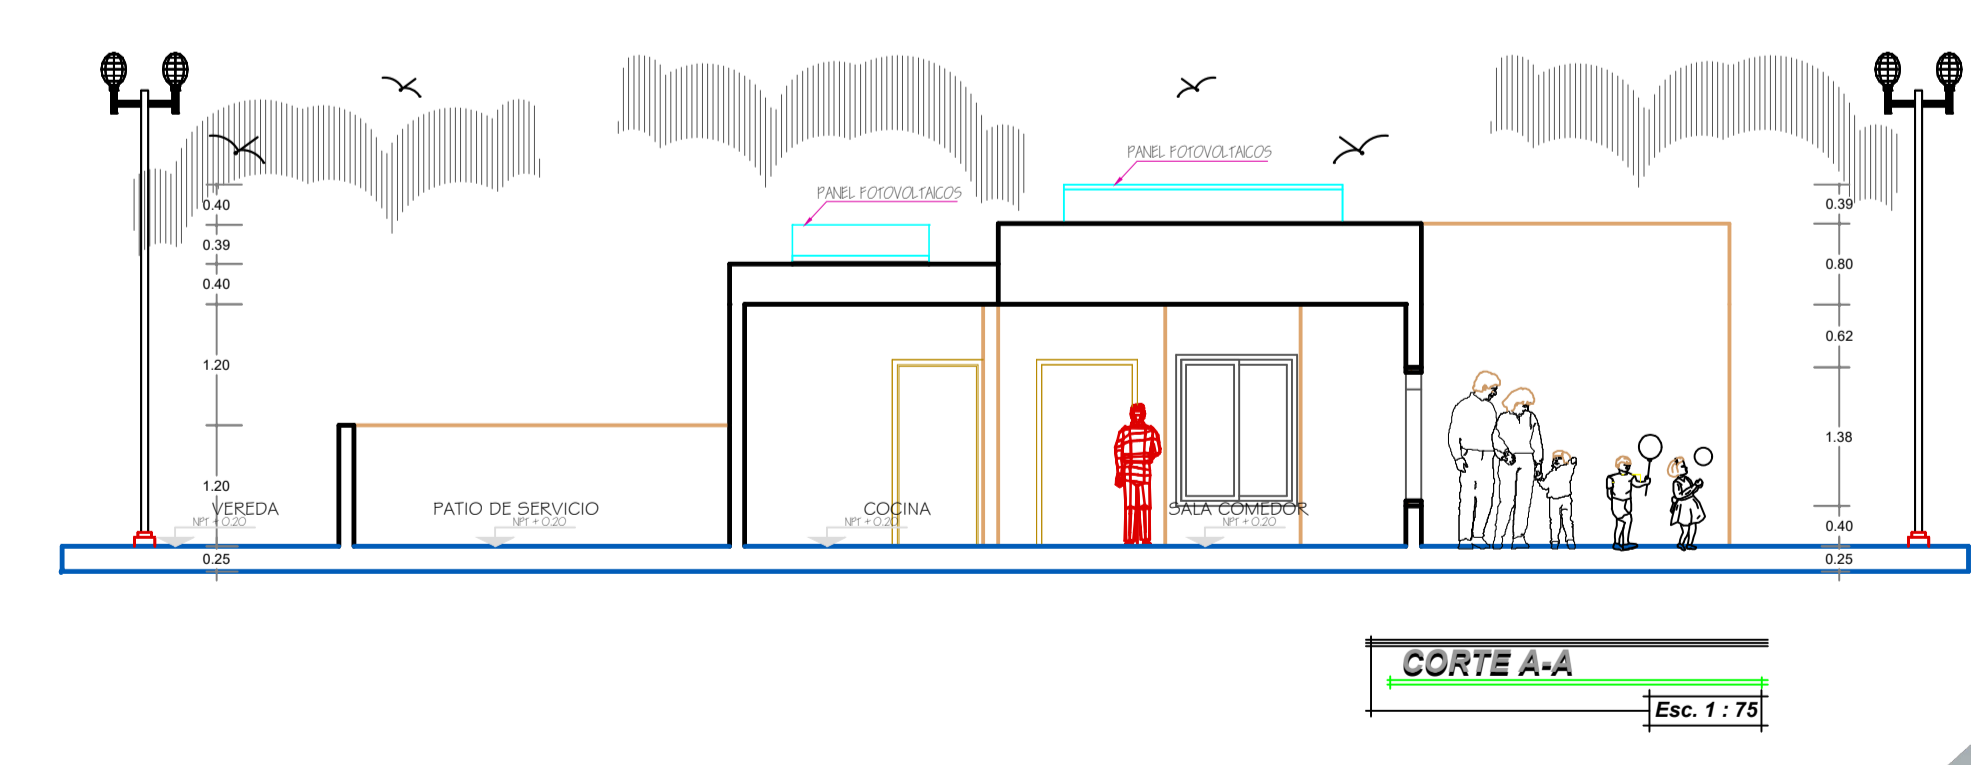 PANEL FOTOVOLTAICOS
PANEL FOTOVOLTAICOS
0.40
0.39
0.40
1.20
1.20
0.25
0.39
0.80
0.62
1.38
0.40
0.25
VEREDA
NPT + 0.20
PATIO DE SERVICIO
NPT + 0.20
COCINA
NPT + 0.20
SALA COMEDOR
NPT + 0.20
CORTE A-A
Esc. 1 : 75